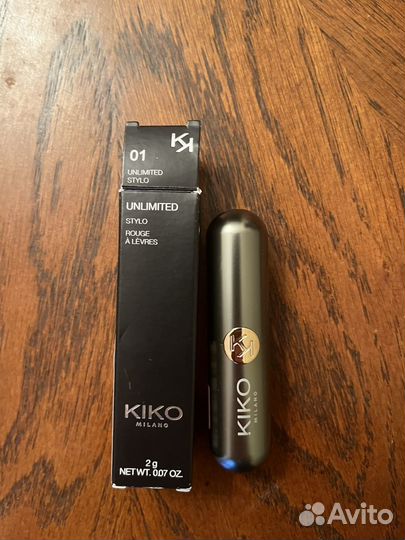 KK
01
UNLIMITED
STYLO
UNLIMITED
STYLO
ROUGE
À LÈVRES
KIKO
MILANO
2 g
NET WT. 0.07 OZ.
KK
KIKO
MILANO
Avito